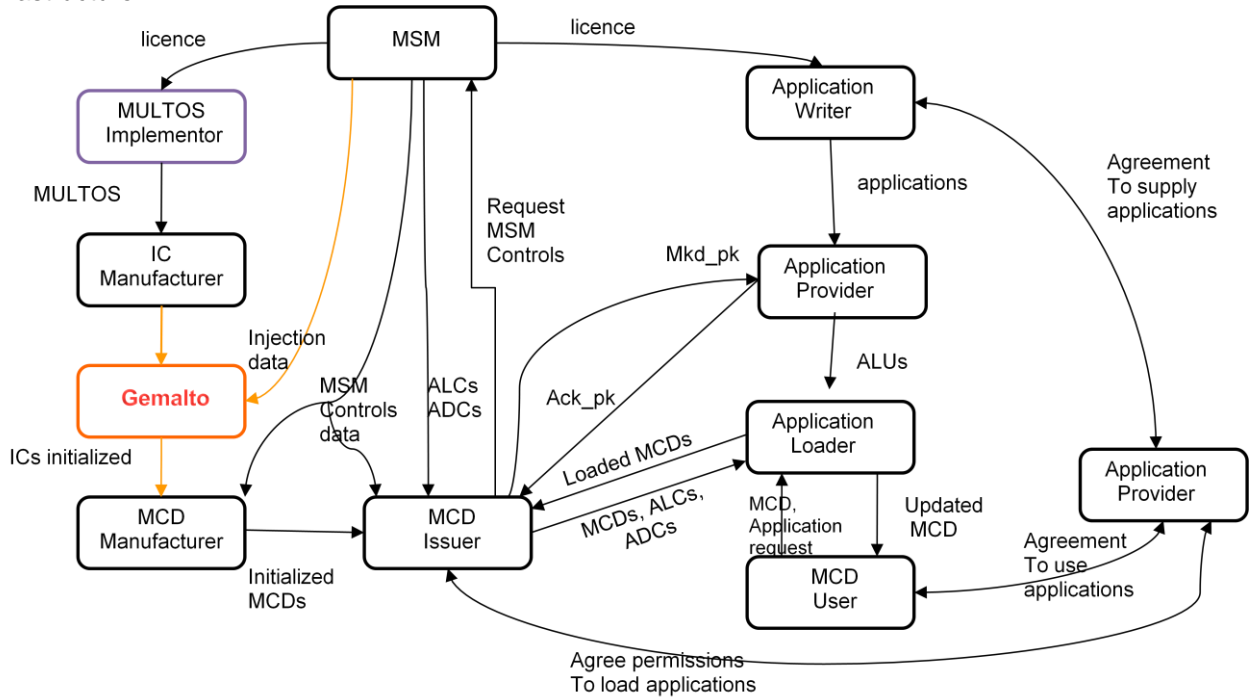 licence
MSM
licence
MULTOS
Implementor
Application
Writer
MULTOS
applications
Agreement
To supply
applications
Request
MSM
Controls
IC
Manufacturer
Mkd_pk
Application
Provider
Injection
data
ALUs
Gemalto
MSM
Controls
data
ALCs
ADCs
Ack_pk
Application
Loader
ICs initialized
Loaded MCDs
Application
Provider
MCD
Manufacturer
MCD
Issuer
MCDs, ALCs,
ADCs
MCD,
Application
request
Updated
MCD
Agreement
To use
applications
Initialized
MCDs
MCD
User
Agree permissions
To load applications